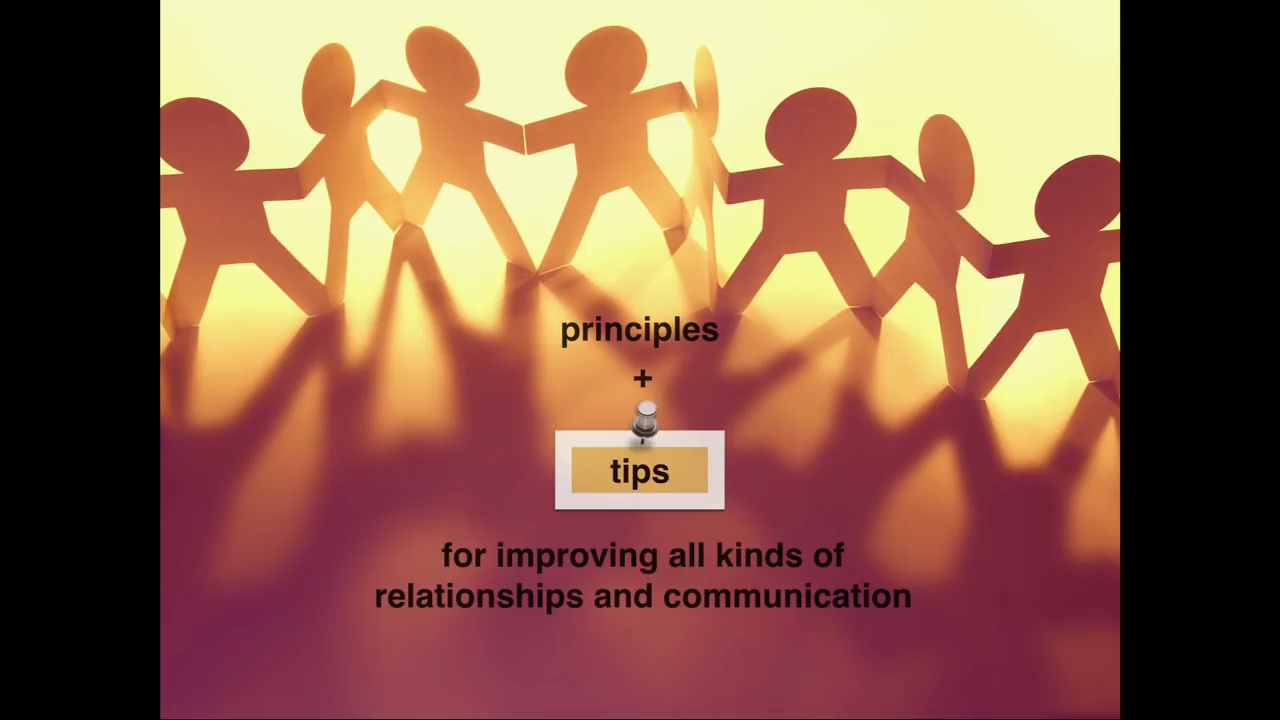 principles
+
tips
for improving all kinds of
relationships and communication